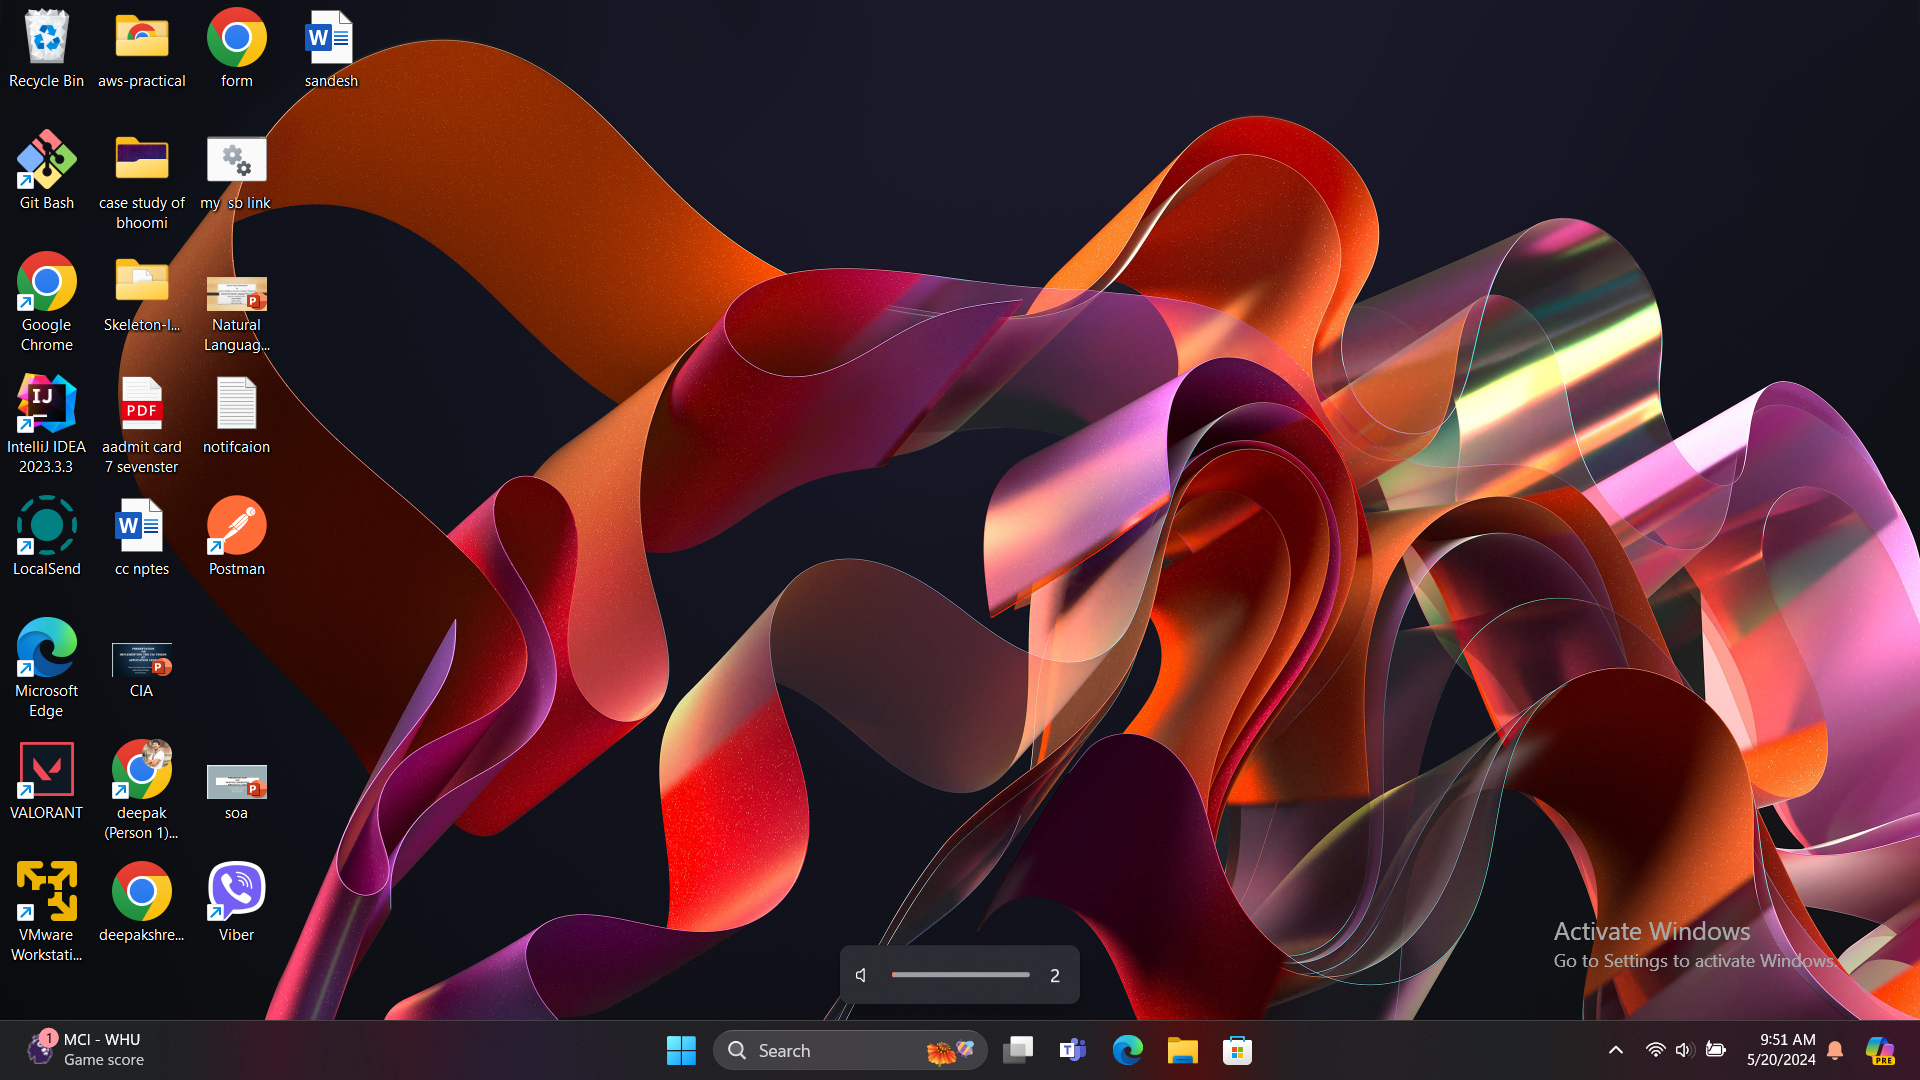 Recycle Bin
aws-practical
form
sandesh
Git Bash
case study of
bhoomi
my sb link
Google
Chrome
Skeleton-l...
Natural
Languag...
IntelliJ IDEA
2023.3.3
PDF
aadmit card
7 sevenster
notifcaion
LocalSend
cc nptes
Postman
Microsoft
Edge
CIA
VALORANT
deepak
(Person 1)...
soa
VMware
Workstati...
deepakshre...
Viber
2
Activate Windows
Go to Settings to activate Windows.
1
MCI - WHU
Game score
Search
9:51 AM
5/20/2024
PRE